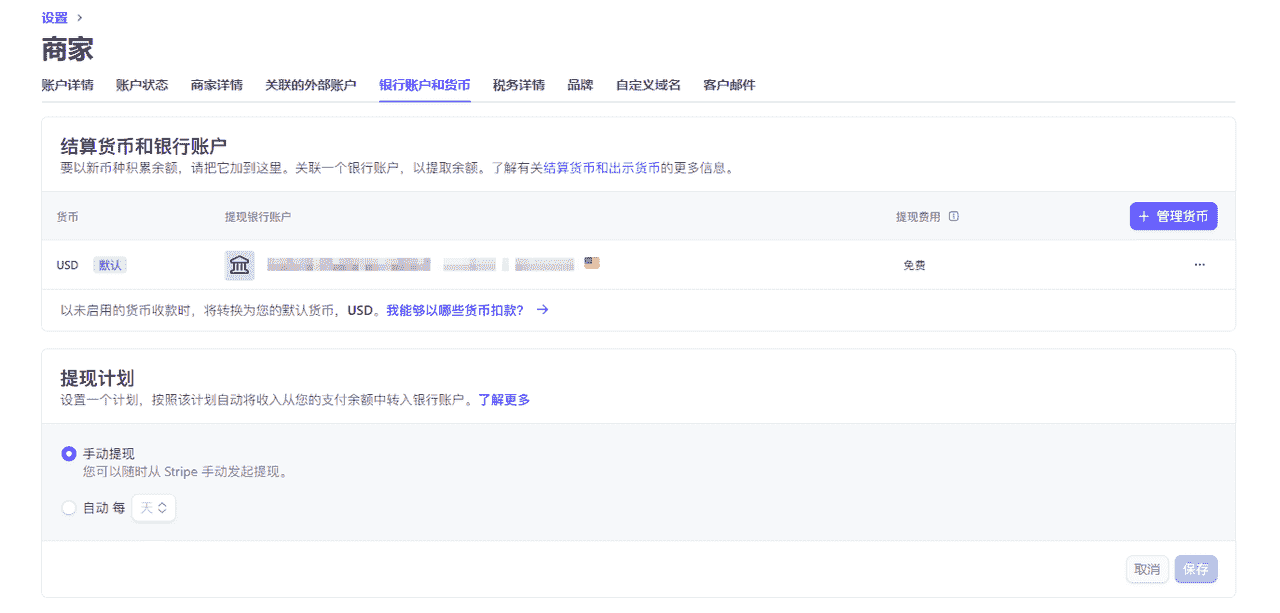 设置 >
商家
账户详情 账户状态 商家详情 关联的外部账户 银行账户和货币 税务详情 品牌 自定义域名 客户邮件
结算货币和银行账户
要以新币种积累余额，请把它加到这里。关联一个银行账户，以提取余额。了解有关结算货币和出示货币的更多信息。
货币 提现银行账户 提现费用 + 管理货币
USD 默认 免费 ...
以未启用的货币收款时，将转换为您的默认货币，USD。我能够以哪些货币扣款? →
提现计划
设置一个计划，按照该计划自动将收入从您的支付余额中转入银行账户。了解更多
手动提现
您可以随时从 Stripe 手动发起提现。
自动 每 天
取消 保存